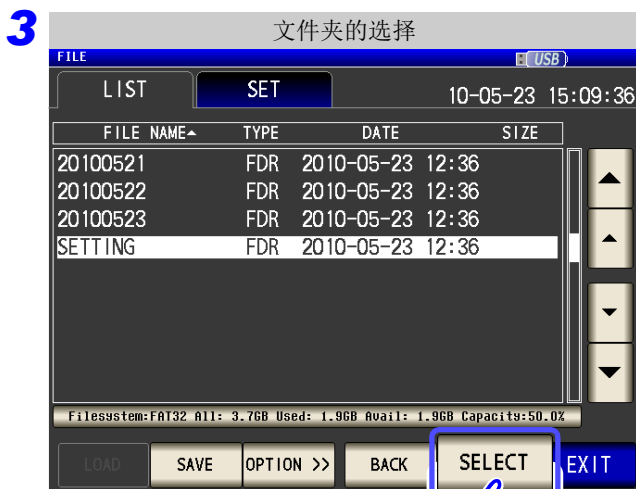 3 文件夹的选择
FILE USB
LIST SET 10-05-23 15:09:36
FILE NAME▲ TYPE DATE SIZE
20100521 FDR 2010-05-23 12:36
20100522 FDR 2010-05-23 12:36
20100523 FDR 2010-05-23 12:36
SETTING FDR 2010-05-23 12:36
Filesystem:FAT32 All: 3.7GB Used: 1.9GB Avail: 1.9GB Capacity:50.0%
LOAD SAVE OPTION >> BACK SELECT EXIT